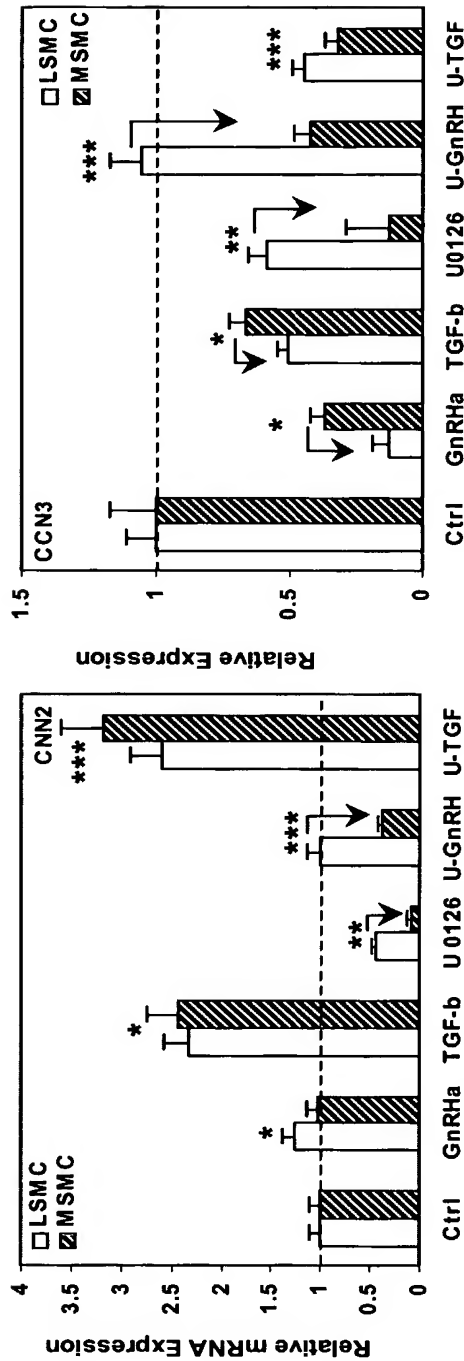 CNN2
LSMC
MSMC
Relative mRNA Expression
4
3.5
3
2.5
2
1.5
1
0.5
0
*
*
**
***
***
Ctrl GnRHa TGF-b U0126 U-GnRH U-TGF
CCN3
LSMC
MSMC
Relative Expression
1.5
1
0.5
0
*
*
**
***
***
Ctrl GnRHa TGF-b U0126 U-GnRH U-TGF